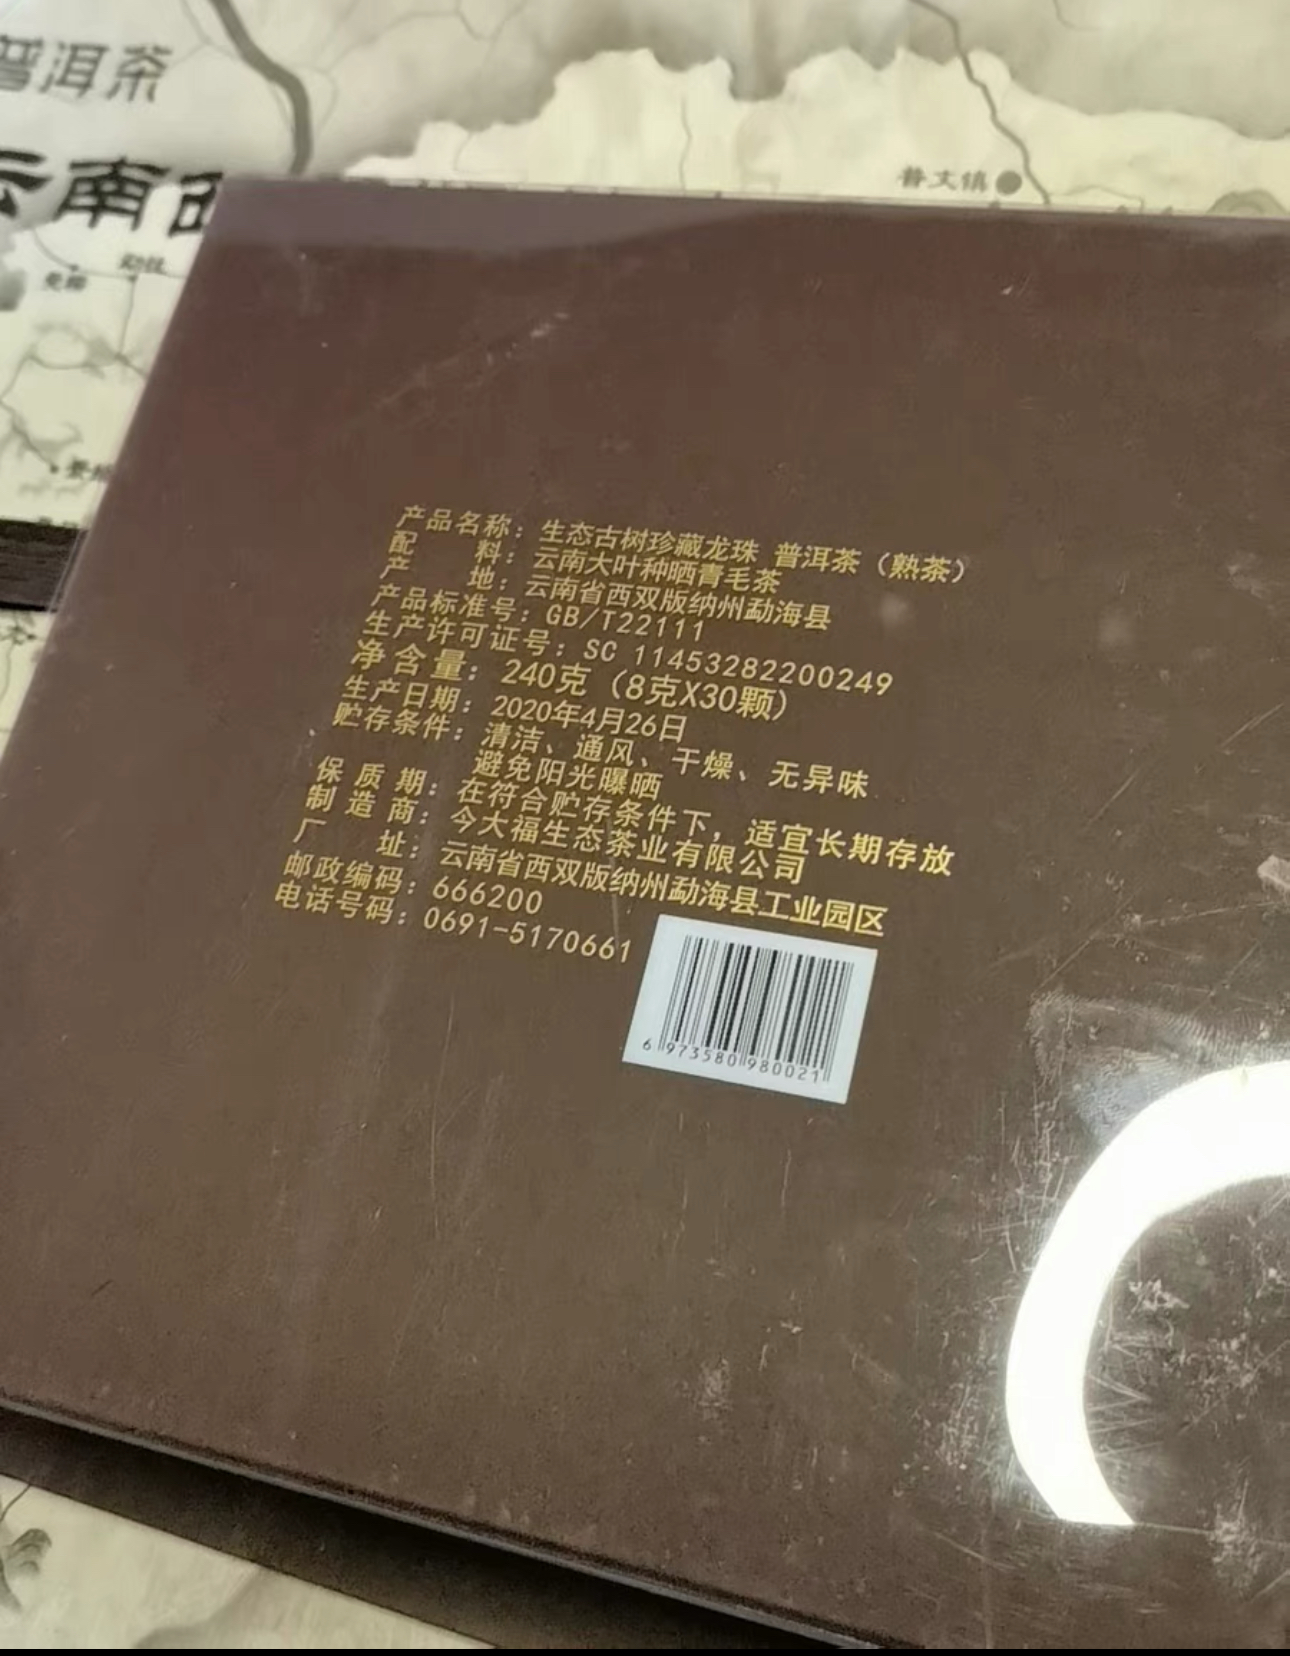 普洱茶
云南
普文镇
产品名称：生态古树珍藏龙珠 普洱茶（熟茶）
配 料：云南大叶种晒青毛茶
产 地：云南省西双版纳州勐海县
产品标准号：GB/T22111
生产许可证号：SC 11453282200249
净含量：240克（8克X30颗）
生产日期：2020年4月26日
贮存条件：清洁、通风、干燥、无异味
避免阳光曝晒
保质期：在符合贮存条件下，适宜长期存放
制造商：今大福生态茶业有限公司
厂 址：云南省西双版纳州勐海县工业园区
邮政编码：666200
电话号码：0691-5170661
6 973580 980021